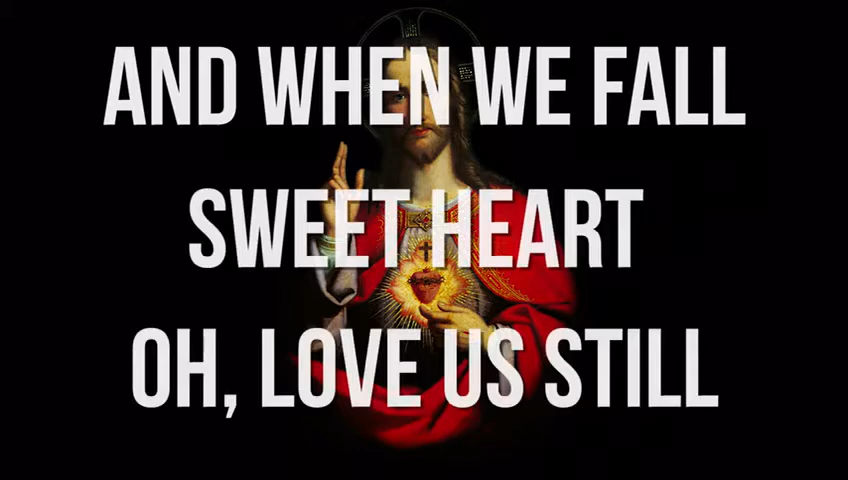 AND WHEN WE FALL
SWEET HEART
OH, LOVE US STILL